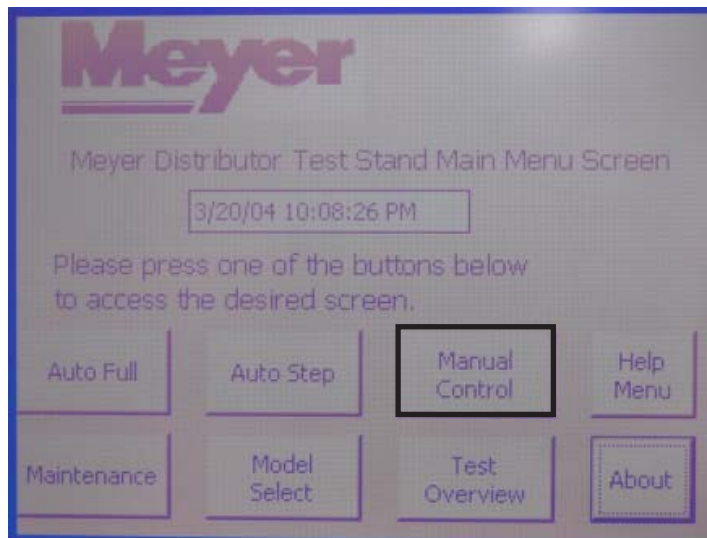 Meyer
Meyer Distributor Test Stand Main Menu Screen
3/20/04 10:08:26 PM
Please press one of the buttons below
to access the desired screen.
Auto Full
Auto Step
Manual
Control
Help
Menu
Maintenance
Model
Select
Test
Overview
About